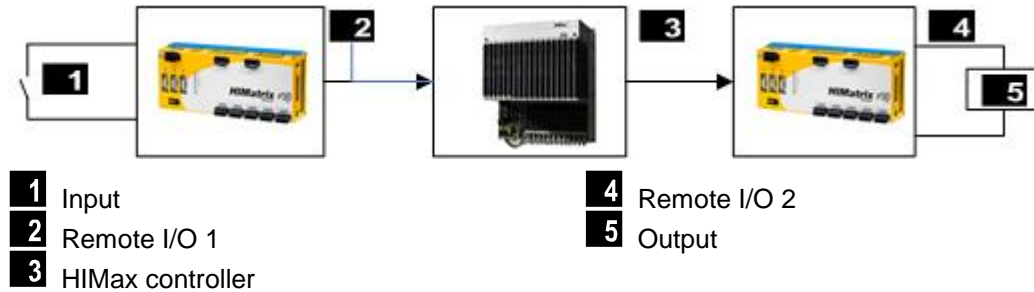 1
2
3
4
5
HIMatrix
HIMatrix
1 Input
2 Remote I/O 1
3 HIMax controller
4 Remote I/O 2
5 Output